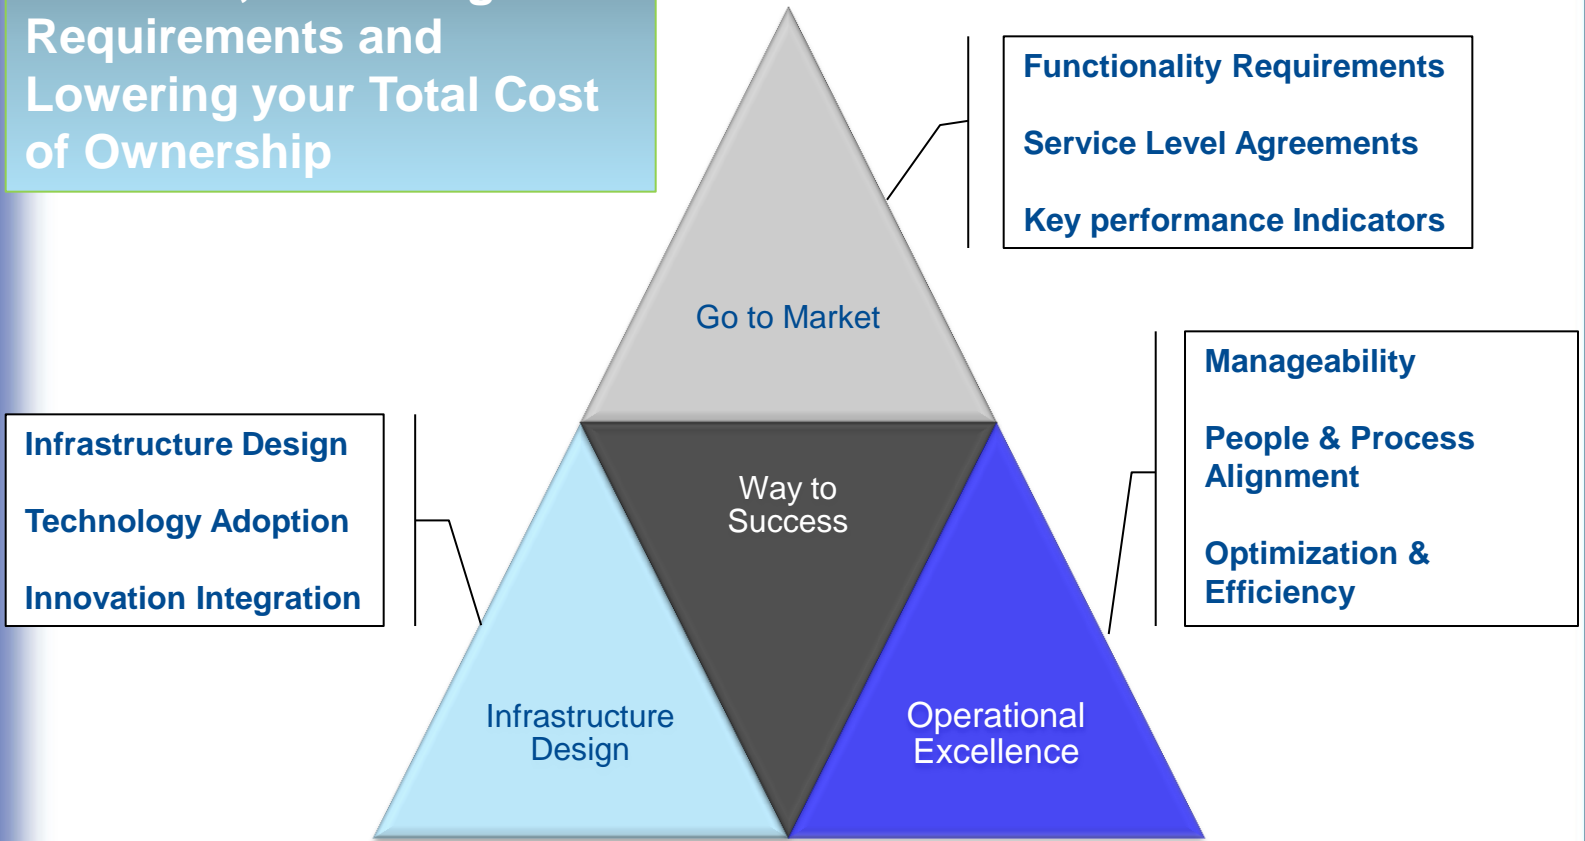 Requirements and
Lowering your Total Cost
of Ownership
Functionality Requirements
Service Level Agreements
Key performance Indicators
Go to Market
Manageability
People & Process
Alignment
Optimization &
Efficiency
Infrastructure Design
Technology Adoption
Innovation Integration
Way to
Success
Infrastructure
Design
Operational
Excellence